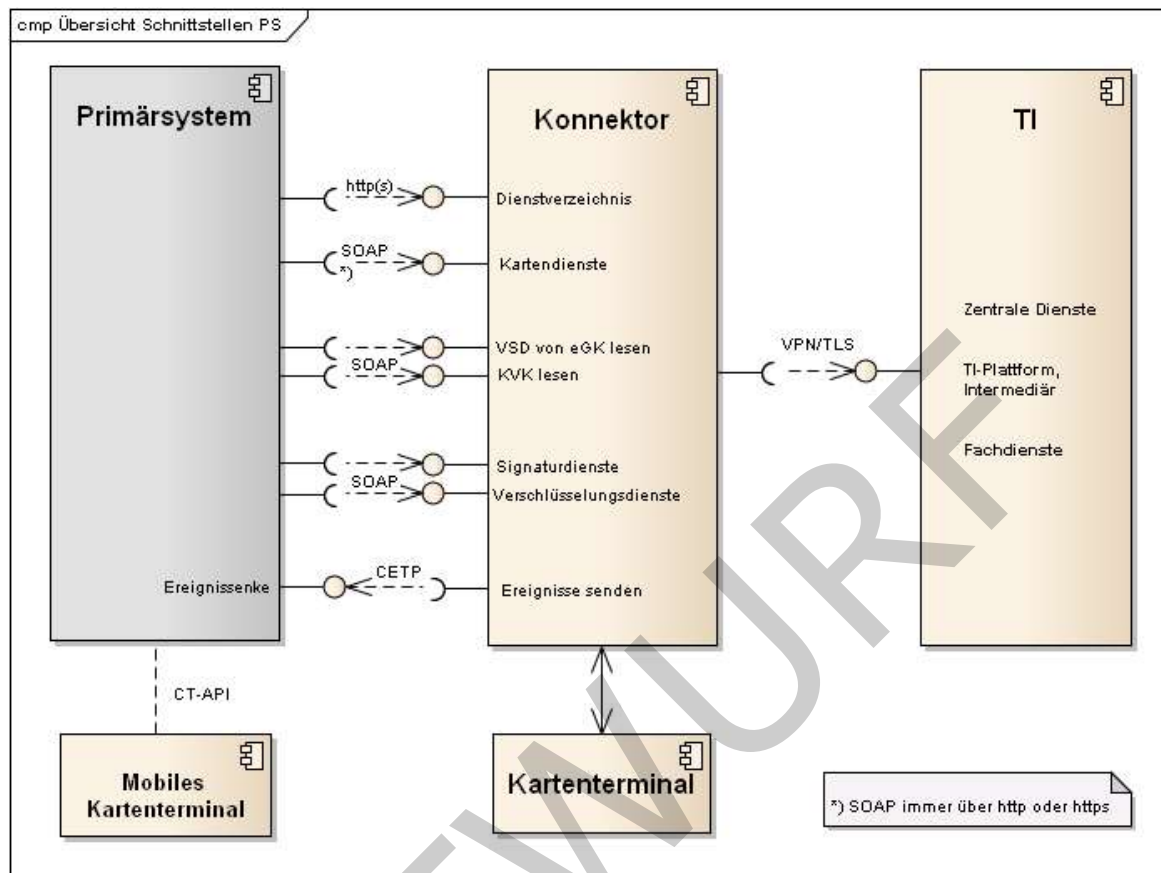 cmp Übersicht Schnittstellen PS
Primärsystem
Konnektor
TI
http(s)
Dienstverzeichnis
SOAP
*)
Kartendienste
Zentrale Dienste
VSD von eGK lesen
SOAP
KVK lesen
VPN/TLS
TI-Plattform,
Intermediär
Signaturdienste
SOAP
Verschlüsselungsdienste
Fachdienste
Ereignissenke
CETP
Ereignisse senden
CT-API
Mobiles
Kartenterminal
Kartenterminal
*) SOAP immer über http oder https